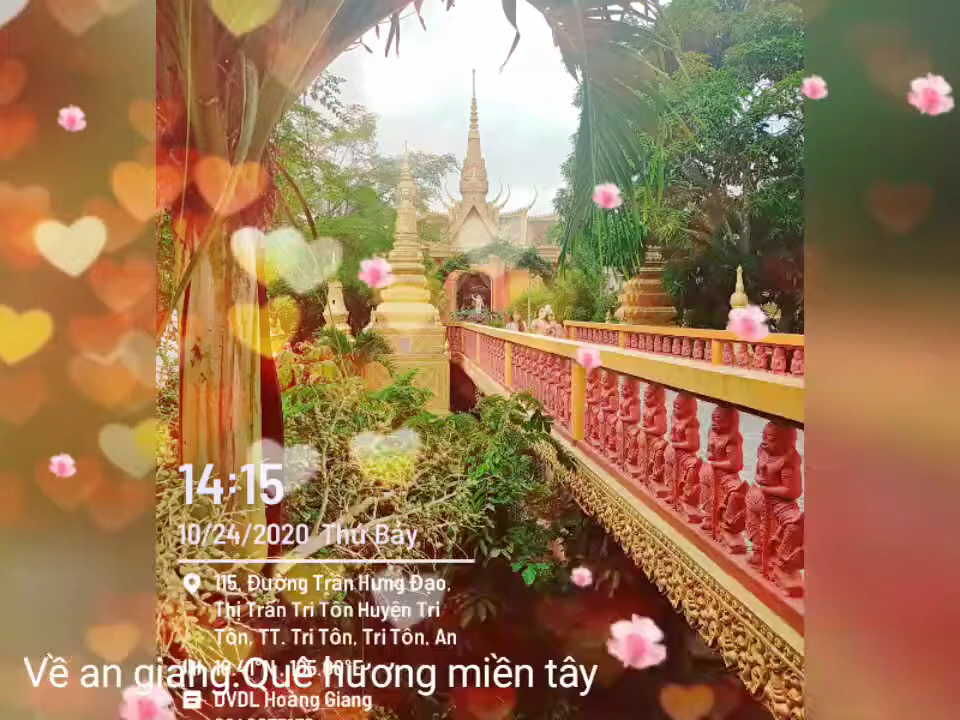 14:15
10/24/2020 Thứ Bảy
115, Đường Trần Hưng Đạo,
Thị Trấn Tri Tôn Huyện Tri
Tôn, TT. Tri Tôn, Tri Tôn, An
Về an giang.Quê hương miền tây
DVDL Hoàng Giang